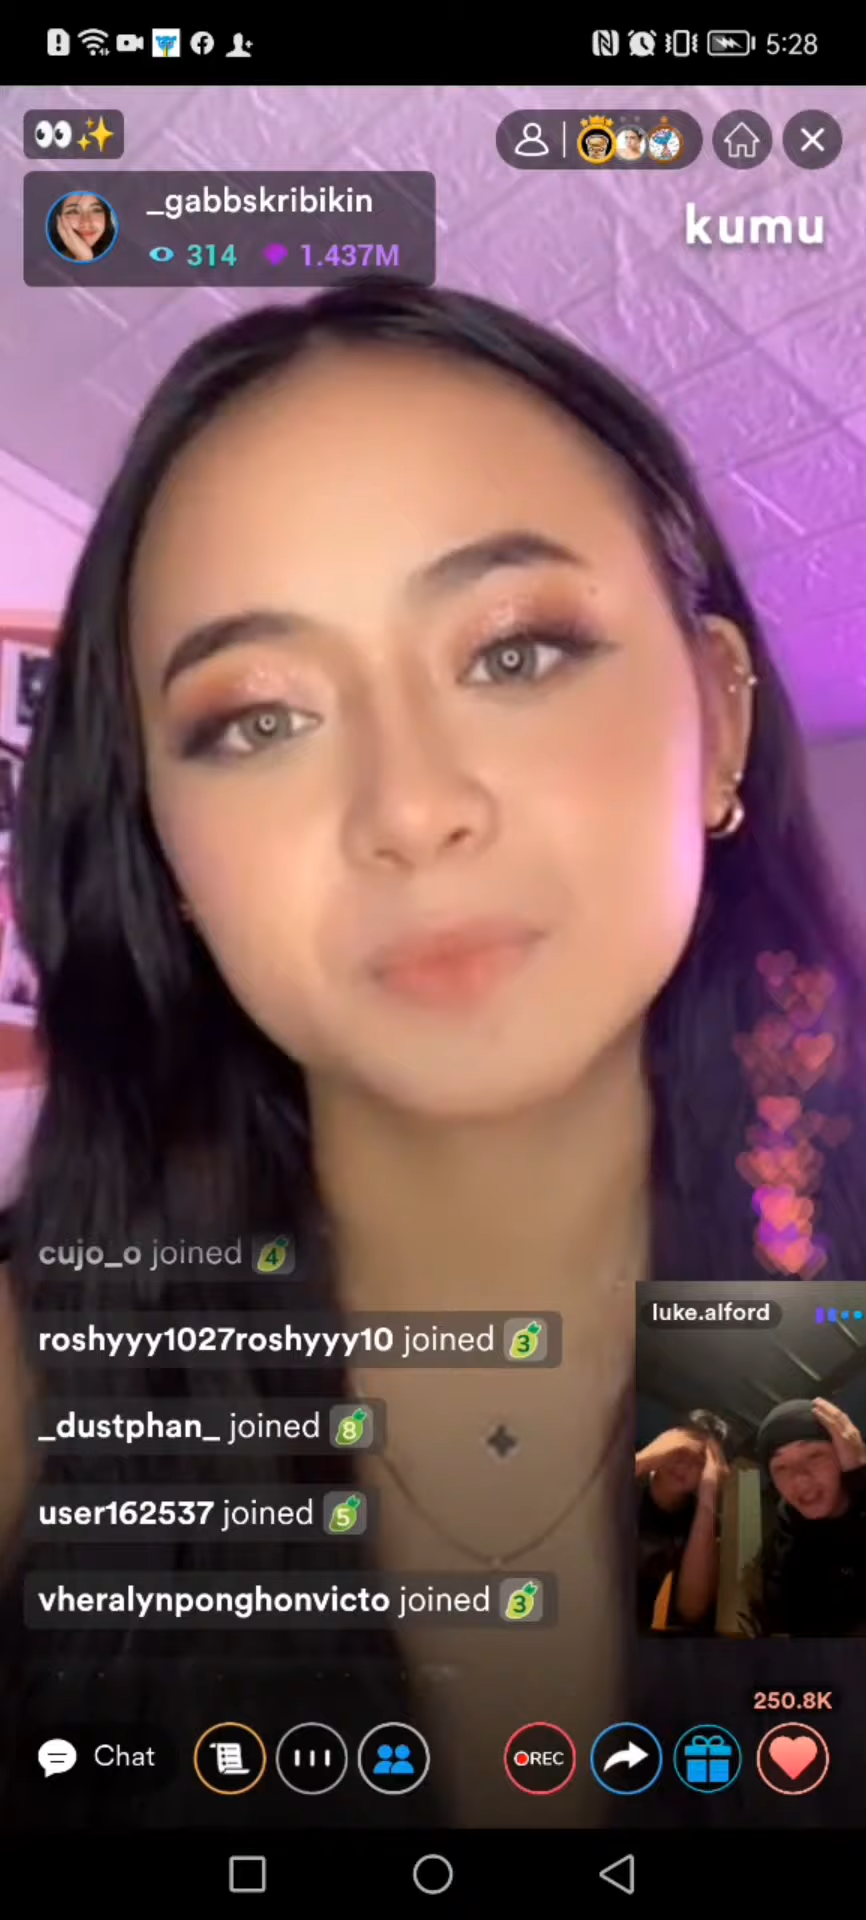 5:28
👀✨
_gabbskribikin
314 1.437M
kumu
cujo_o joined 4
roshyyy1027roshyyy10 joined 3
luke.alford
_dustphan_ joined 8
user162537 joined 5
vheralynponghonvicto joined 3
250.8K
Chat
REC